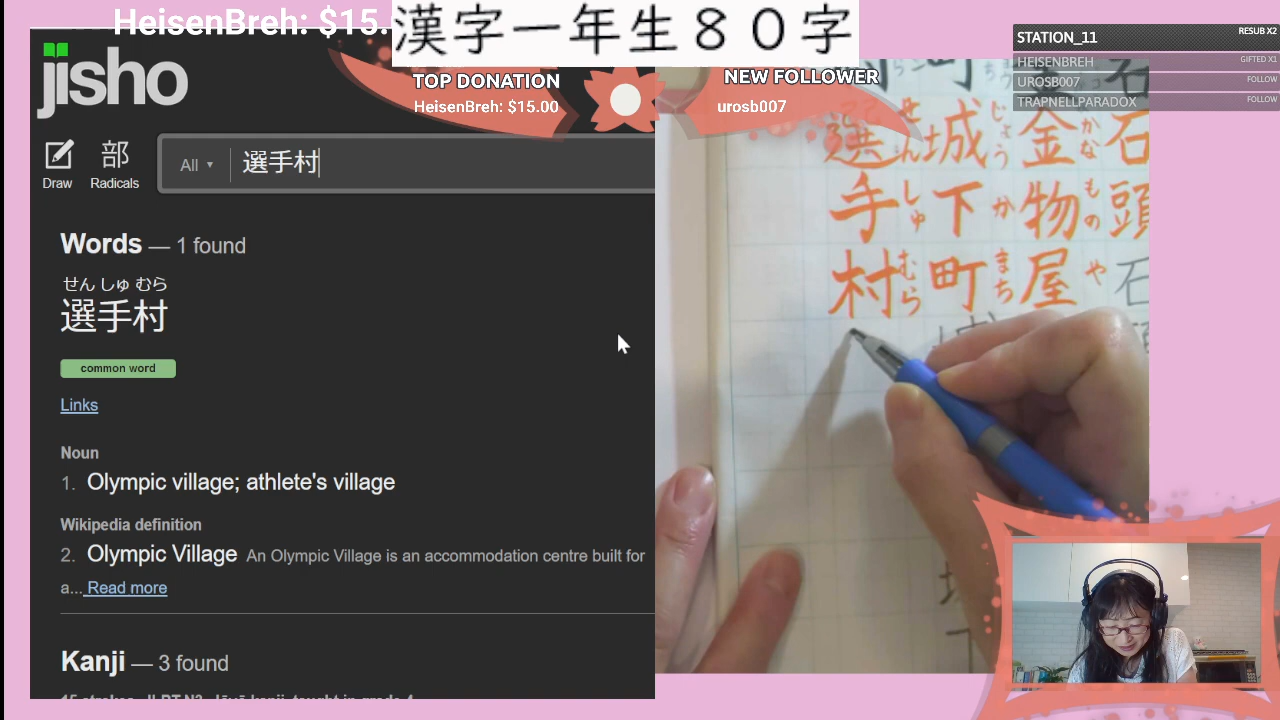 HeisenBreh: $15.
漢字一年生８０字
jisho
TOP DONATION
HeisenBreh: $15.00
NEW FOLLOWER
urosb007
STATION_11
RESUB X2
HEISENBREH
GIFTED X1
UROSB007
FOLLOW
TRAPNELLPARADOX
FOLLOW
部
Draw
Radicals
All
選手村
Words — 1 found
せん しゅ むら
選手村
common word
Links
Noun
1. Olympic village; athlete's village
Wikipedia definition
2. Olympic Village An Olympic Village is an accommodation centre built for
a... Read more
Kanji — 3 found
石頭
石
金物屋
かなものや
城下町
じょうかまち
選手村
せんしゅむら